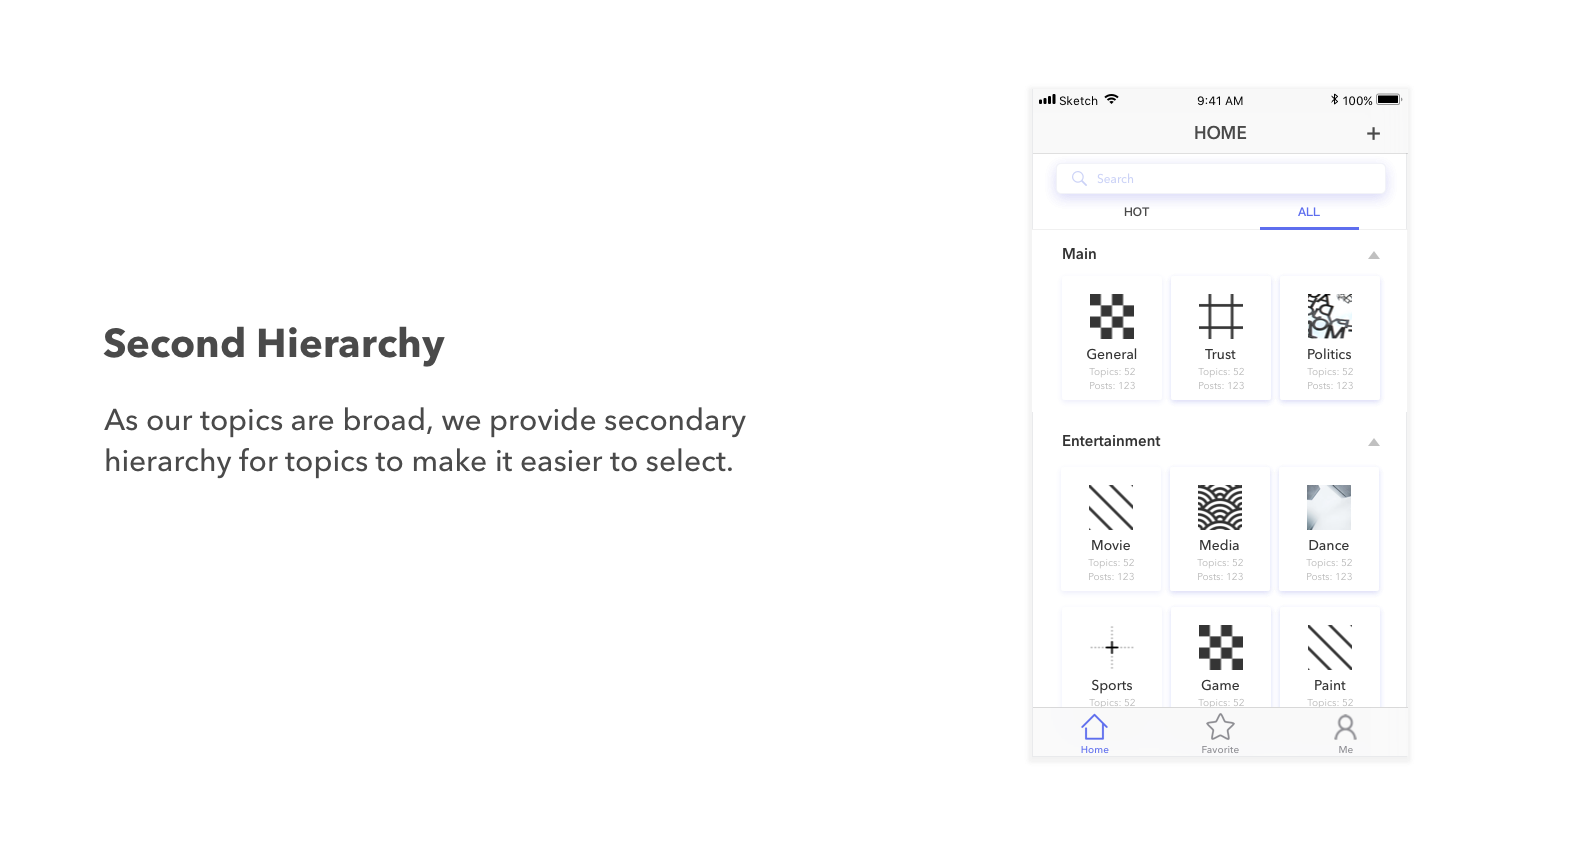 Second Hierarchy
As our topics are broad, we provide secondary
hierarchy for topics to make it easier to select.
Sketch 9:41 AM 100%
HOME +
Search
HOT ALL
Main
General Trust Politics
Topics: 52 Topics: 52 Topics: 52
Posts: 123 Posts: 123 Posts: 123
Entertainment
Movie Media Dance
Topics: 52 Topics: 52 Topics: 52
Posts: 123 Posts: 123 Posts: 123
Sports Game Paint
Topics: 52 Topics: 52 Topics: 52
Home Favorite Me